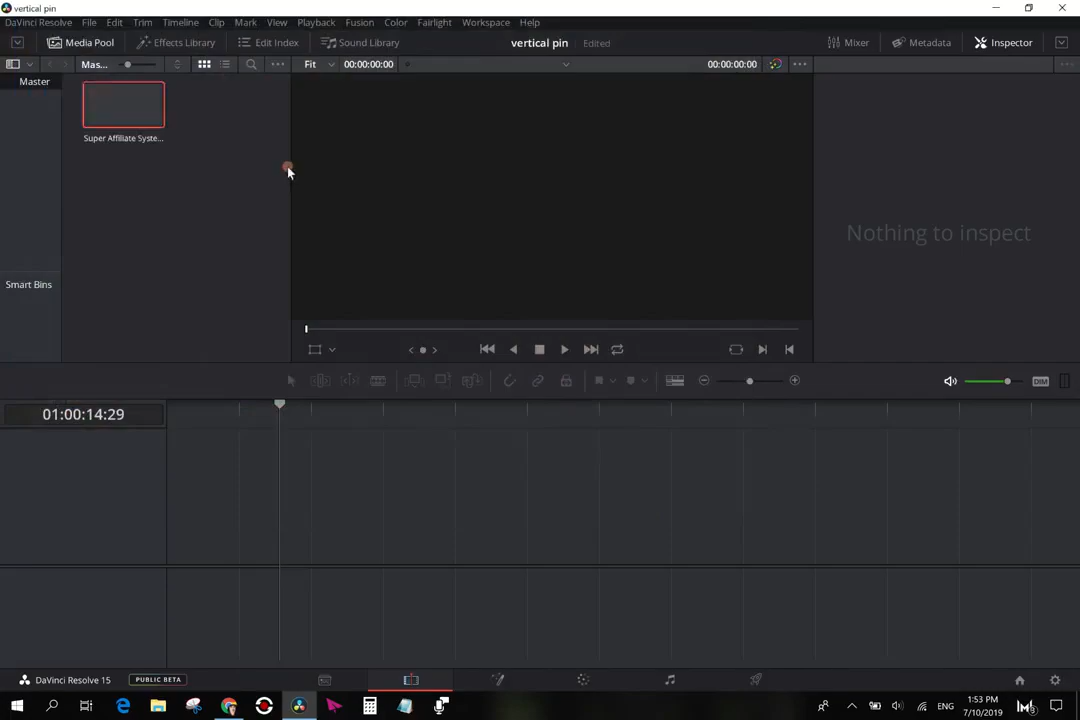 vertical pin
DaVinci Resolve File Edit Trim Timeline Clip Mark View Playback Fusion Color Fairlight Workspace Help
Media Pool Effects Library Edit Index Sound Library vertical pin Edited Mixer Metadata Inspector
Mas... Fit 00:00:00:00 00:00:00:00
Master
Super Affiliate Syste...
Nothing to inspect
Smart Bins
DIM
01:00:14:29
DaVinci Resolve 15 PUBLIC BETA
ENG 1:53 PM
7/10/2019